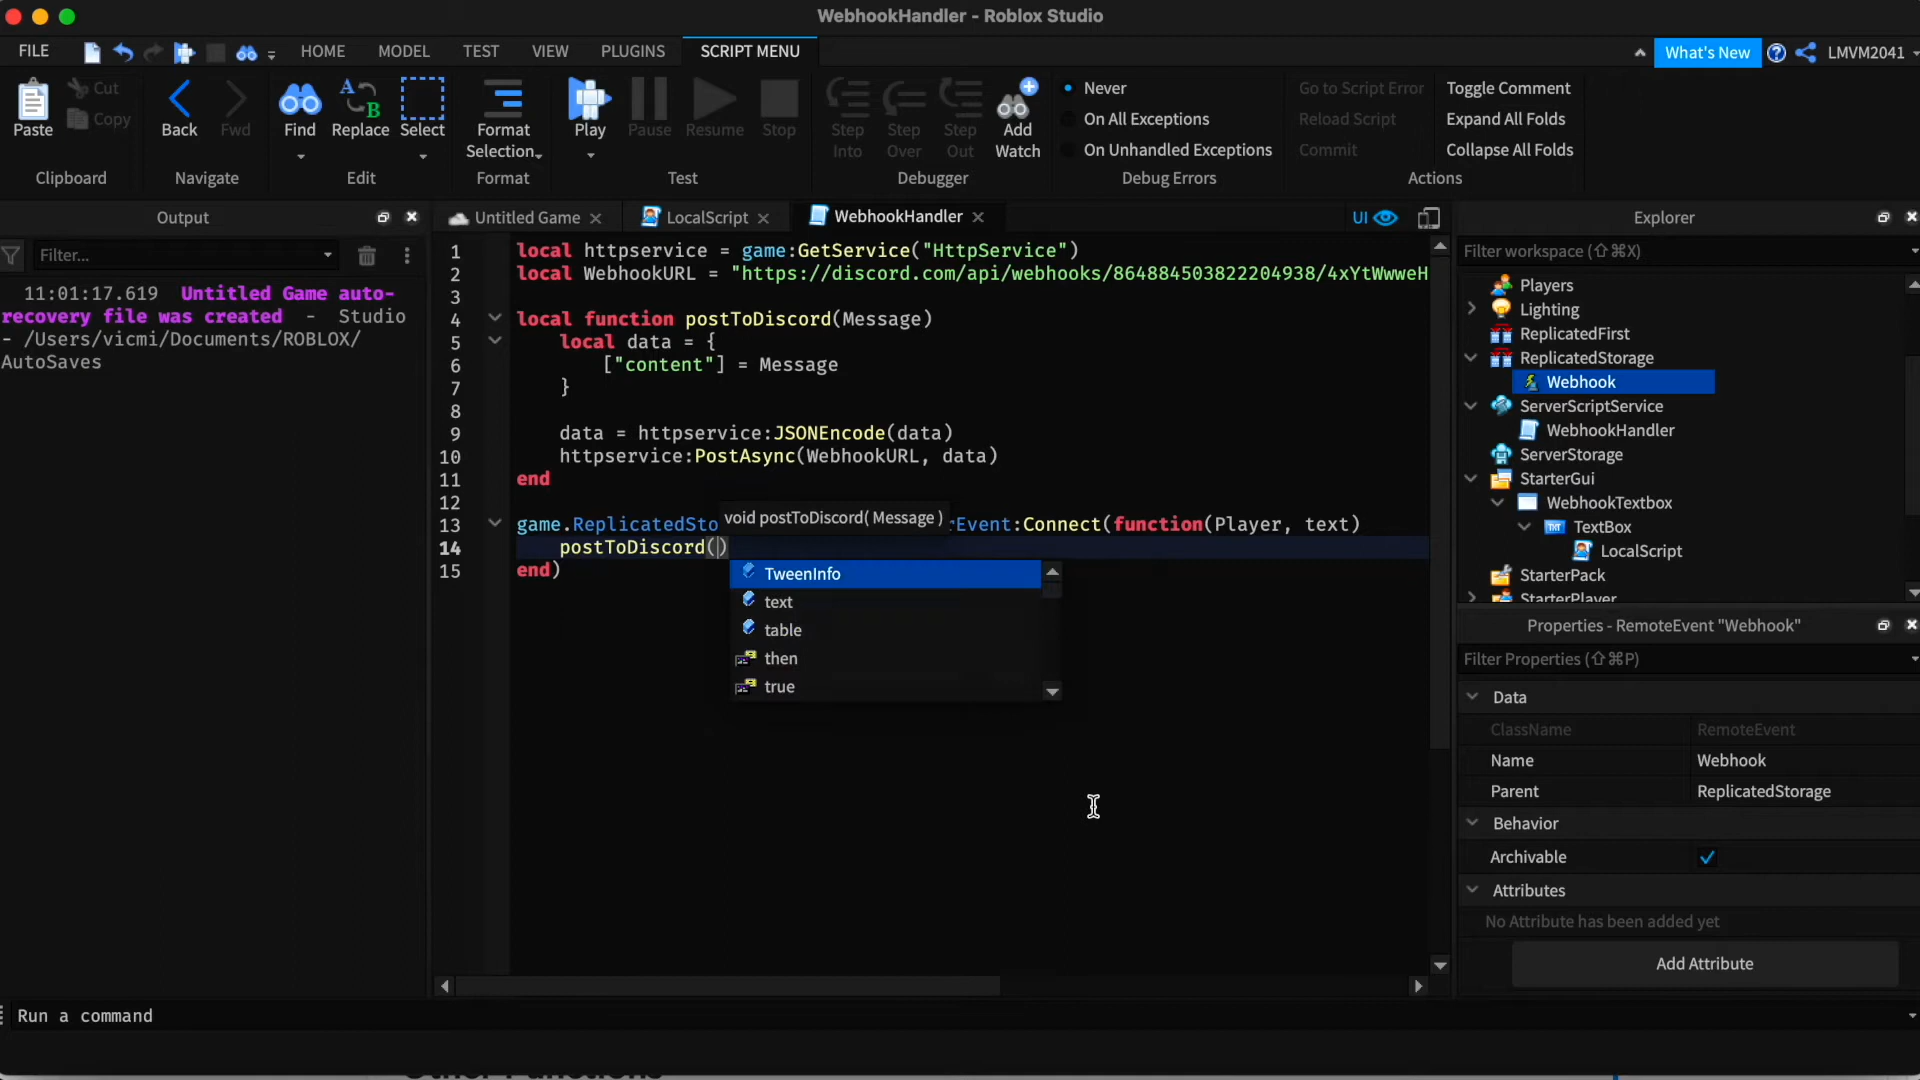 WebhookHandler - Roblox Studio
FILE HOME MODEL TEST VIEW PLUGINS SCRIPT MENU What's New LMVM2041
Paste Cut Copy Back Fwd Find Replace Select Format Selection Play Pause Resume Stop Step Into Step Over Step Out Add Watch
Never
On All Exceptions
On Unhandled Exceptions
Go to Script Error
Reload Script
Commit
Toggle Comment
Expand All Folds
Collapse All Folds
Clipboard Navigate Edit Format Test Debugger Debug Errors Actions
Output
Filter...
11:01:17.619 Untitled Game auto-
recovery file was created - Studio
- /Users/vicmi/Documents/ROBLOX/
AutoSaves
Untitled Game LocalScript WebhookHandler UI
1 local httpservice = game:GetService("HttpService")
2 local WebhookURL = "https://discord.com/api/webhooks/864884503822204938/4xYtWwweH
3
4 local function postToDiscord(Message)
5 local data = {
6 ["content"] = Message
7 }
8
9 data = httpservice:JSONEncode(data)
10 httpservice:PostAsync(WebhookURL, data)
11 end
12
13 game.ReplicatedSto rEvent:Connect(function(Player, text)
14 postToDiscord()
15 end)
void postToDiscord( Message )
TweenInfo
text
table
then
true
Explorer
Filter workspace (⇧⌘X)
Players
Lighting
ReplicatedFirst
ReplicatedStorage
Webhook
ServerScriptService
WebhookHandler
ServerStorage
StarterGui
WebhookTextbox
TXT TextBox
LocalScript
StarterPack
StarterPlayer
Properties - RemoteEvent "Webhook"
Filter Properties (⇧⌘P)
Data
ClassName RemoteEvent
Name Webhook
Parent ReplicatedStorage
Behavior
Archivable
Attributes
No Attribute has been added yet
Add Attribute
Run a command